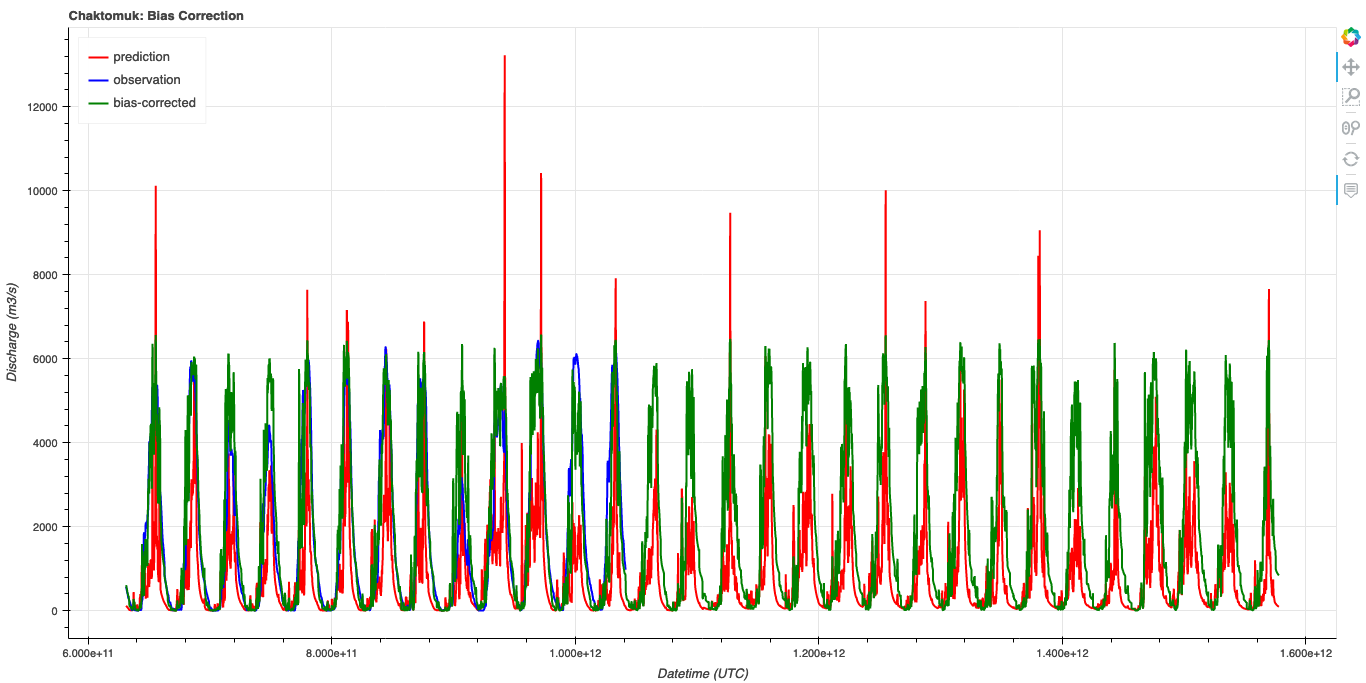 Chaktomuk: Bias Correction
prediction
observation
bias-corrected
Discharge (m3/s)
12000
10000
8000
6000
4000
2000
0
6.000e+11
8.000e+11
1.000e+12
1.200e+12
1.400e+12
1.600e+12
Datetime (UTC)